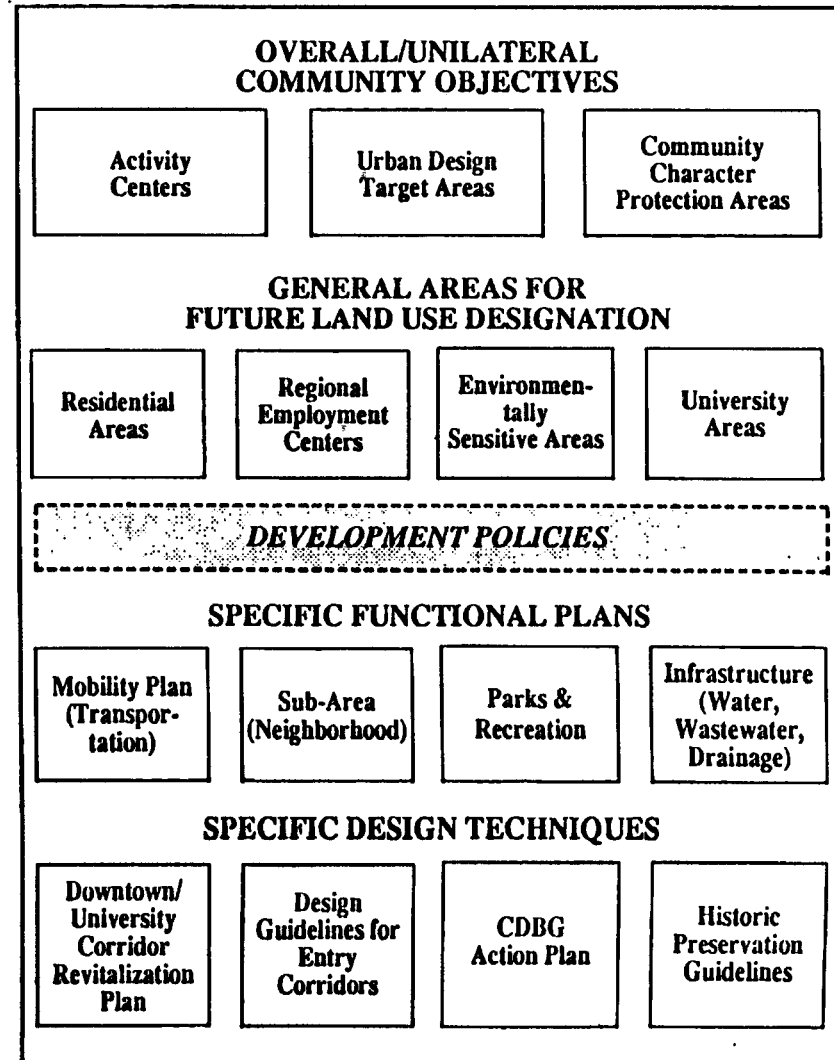 OVERALL/UNILATERAL
COMMUNITY OBJECTIVES
Activity
Centers
Urban Design
Target Areas
Community
Character
Protection Areas
GENERAL AREAS FOR
FUTURE LAND USE DESIGNATION
Residential
Areas
Regional
Employment
Centers
Environmen-
tally
Sensitive Areas
University
Areas
DEVELOPMENT POLICIES
SPECIFIC FUNCTIONAL PLANS
Mobility Plan
(Transpor-
tation)
Sub-Area
(Neighborhood)
Parks &
Recreation
Infrastructure
(Water,
Wastewater,
Drainage)
SPECIFIC DESIGN TECHNIQUES
Downtown/
University
Corridor
Revitalization
Plan
Design
Guidelines for
Entry
Corridors
CDBG
Action Plan
Historic
Preservation
Guidelines